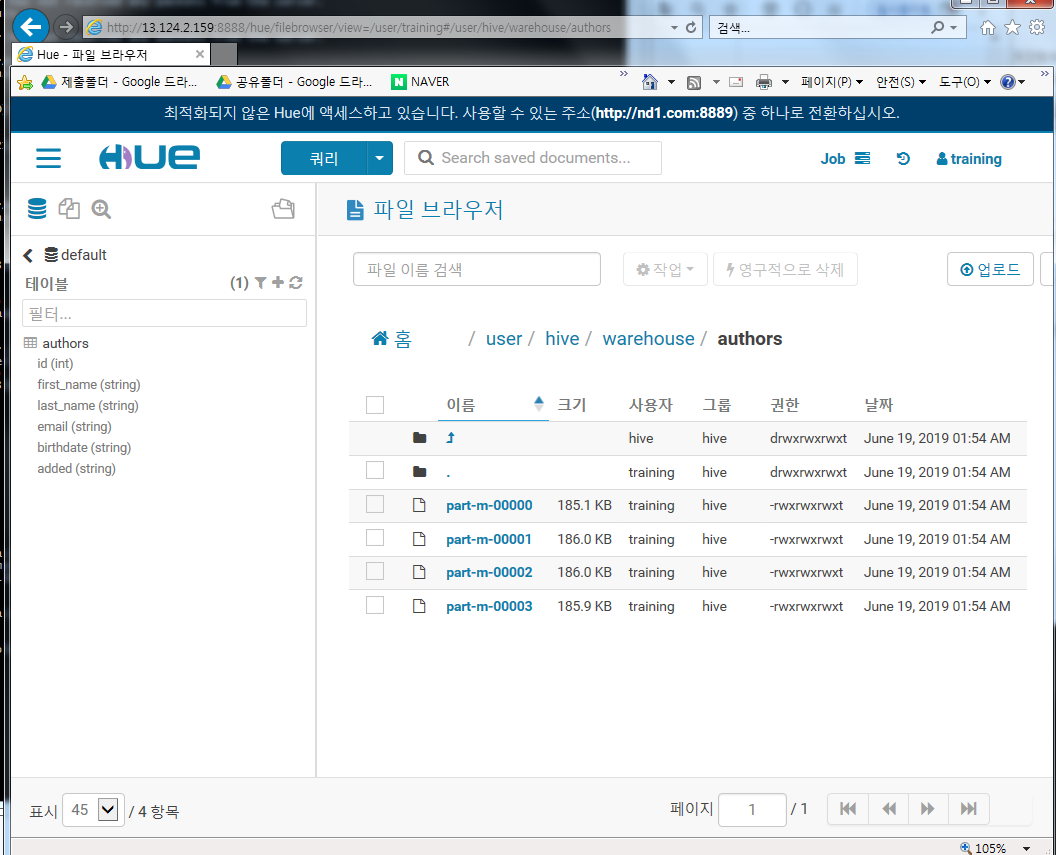 http://13.124.2.159:8888/hue/filebrowser/view=/user/training#/user/hive/warehouse/authors
검색...
Hue - 파일 브라우저
제출폴더 - Google 드라...
공유폴더 - Google 드라...
NAVER
페이지(P)
안전(S)
도구(O)
최적화되지 않은 Hue에 액세스하고 있습니다. 사용할 수 있는 주소(http://nd1.com:8889) 중 하나로 전환하십시오.
HUE
쿼리
Search saved documents...
Job
training
파일 브라우저
default
테이블
(1)
필터...
authors
id (int)
first_name (string)
last_name (string)
email (string)
birthdate (string)
added (string)
파일 이름 검색
작업
영구적으로 삭제
업로드
홈 / user / hive / warehouse / authors
이름 크기 사용자 그룹 권한 날짜
hive hive drwxrwxrwxt June 19, 2019 01:54 AM
. training hive drwxrwxrwxt June 19, 2019 01:54 AM
part-m-00000 185.1 KB training hive -rwxrwxrwxt June 19, 2019 01:54 AM
part-m-00001 186.0 KB training hive -rwxrwxrwxt June 19, 2019 01:54 AM
part-m-00002 186.0 KB training hive -rwxrwxrwxt June 19, 2019 01:54 AM
part-m-00003 185.9 KB training hive -rwxrwxrwxt June 19, 2019 01:54 AM
표시 45 / 4 항목
페이지 1 / 1
105%